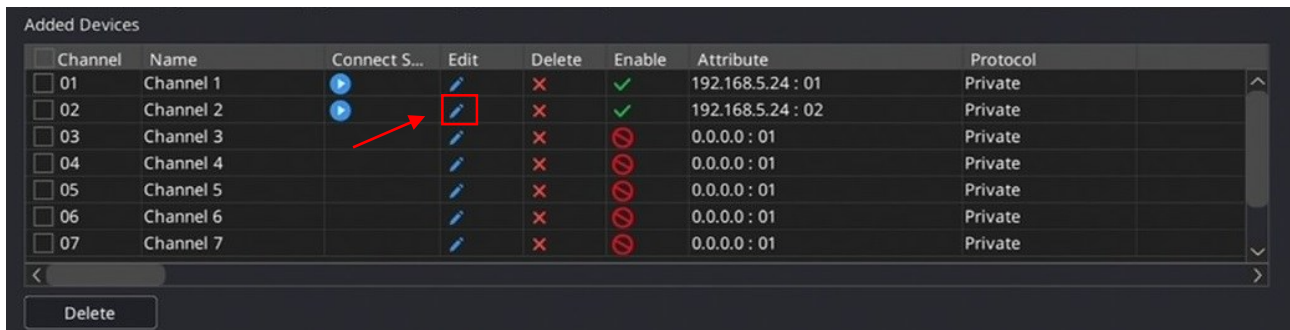 Added Devices
Channel Name Connect S... Edit Delete Enable Attribute Protocol
01 Channel 1 192.168.5.24 : 01 Private
02 Channel 2 192.168.5.24 : 02 Private
03 Channel 3 0.0.0.0 : 01 Private
04 Channel 4 0.0.0.0 : 01 Private
05 Channel 5 0.0.0.0 : 01 Private
06 Channel 6 0.0.0.0 : 01 Private
07 Channel 7 0.0.0.0 : 01 Private
Delete